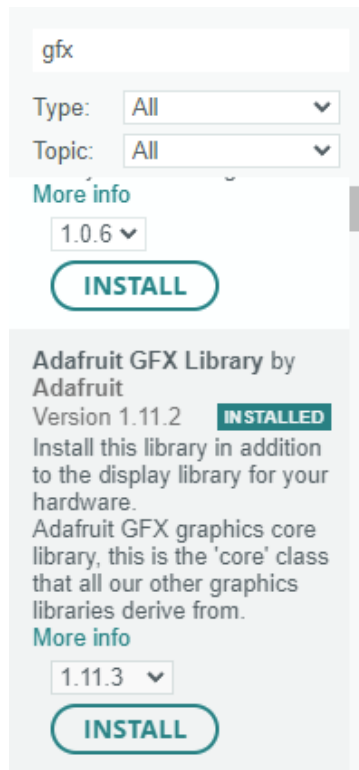 gfx
Type: All
Topic: All
More info
1.0.6
INSTALL
Adafruit GFX Library by
Adafruit
Version 1.11.2 INSTALLED
Install this library in addition
to the display library for your
hardware.
Adafruit GFX graphics core
library, this is the 'core' class
that all our other graphics
libraries derive from.
More info
1.11.3
INSTALL